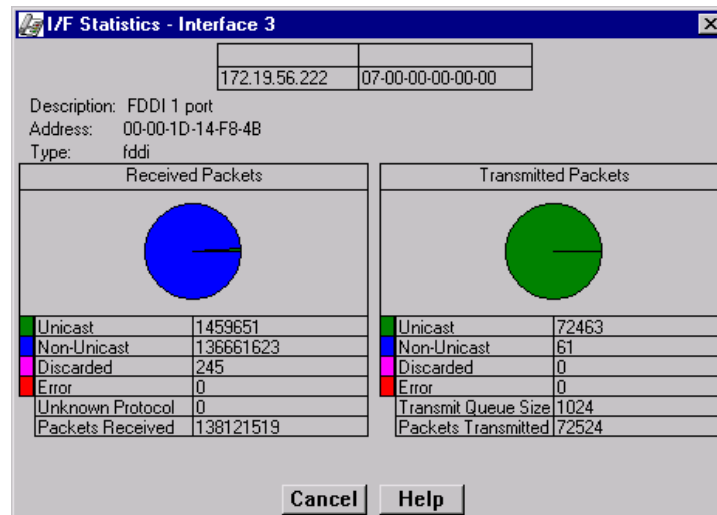 I/F Statistics - Interface 3
172.19.56.222 07-00-00-00-00-00
Description: FDDI 1 port
Address: 00-00-1D-14-F8-4B
Type: fddi
Received Packets
Unicast 1459651
Non-Unicast 136661623
Discarded 245
Error 0
Unknown Protocol 0
Packets Received 138121519
Transmitted Packets
Unicast 72463
Non-Unicast 61
Discarded 0
Error 0
Transmit Queue Size 1024
Packets Transmitted 72524
Cancel Help